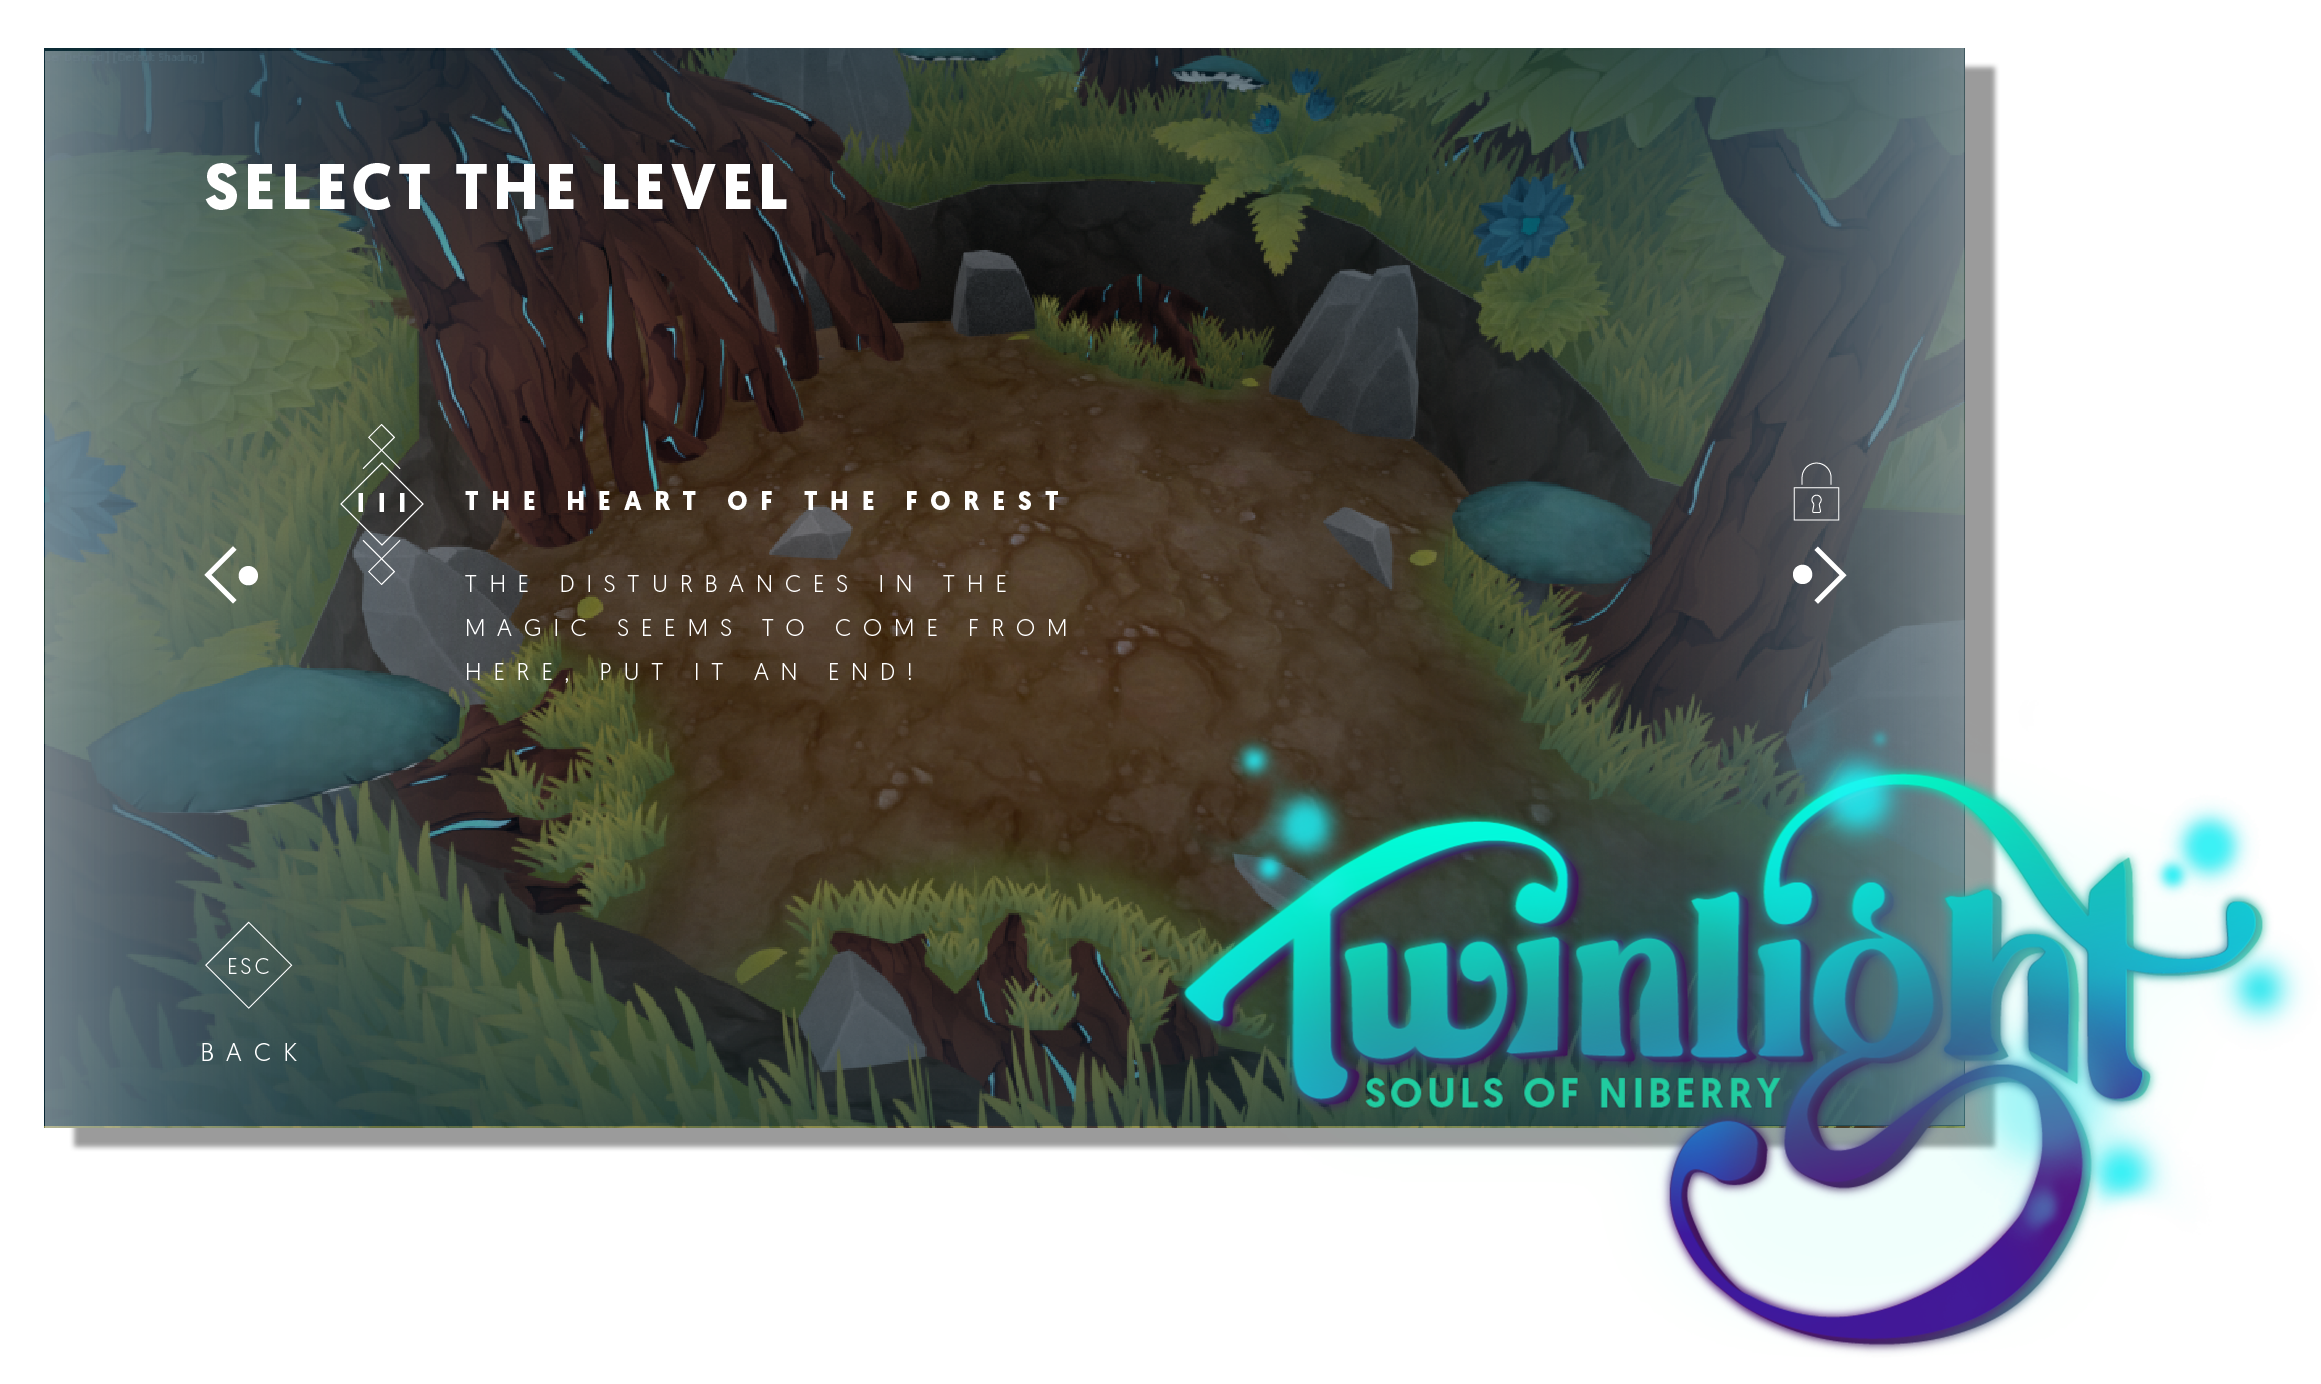 SELECT THE LEVEL
III
THE HEART OF THE FOREST
THE DISTURBANCES IN THE
MAGIC SEEMS TO COME FROM
HERE, PUT IT AN END!
ESC
BACK
Twinlight
SOULS OF NIBERRY